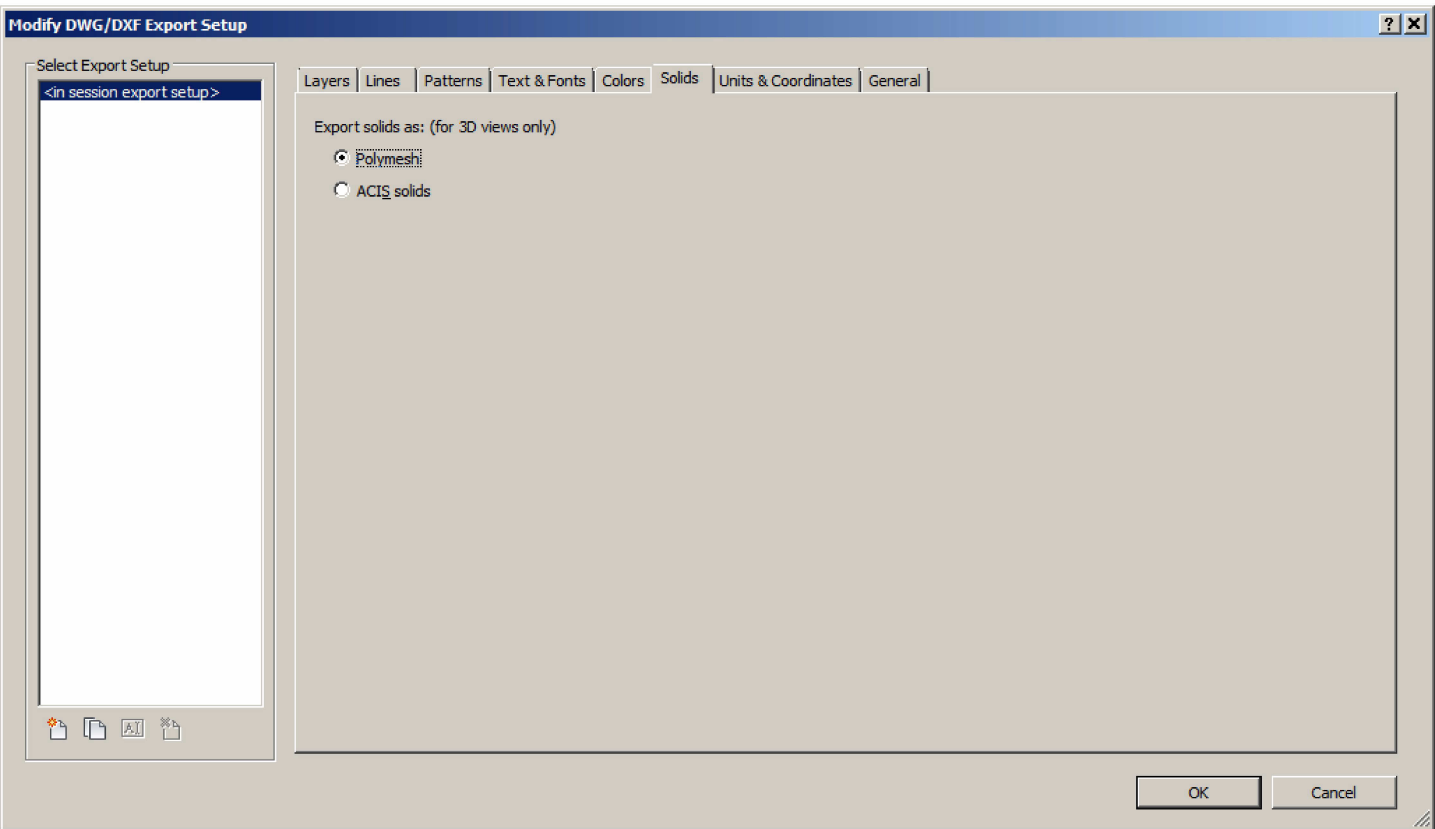 Modify DWG/DXF Export Setup
Select Export Setup
<in session export setup>
Layers Lines Patterns Text & Fonts Colors Solids Units & Coordinates General
Export solids as: (for 3D views only)
Polymesh
ACIS solids
OK Cancel